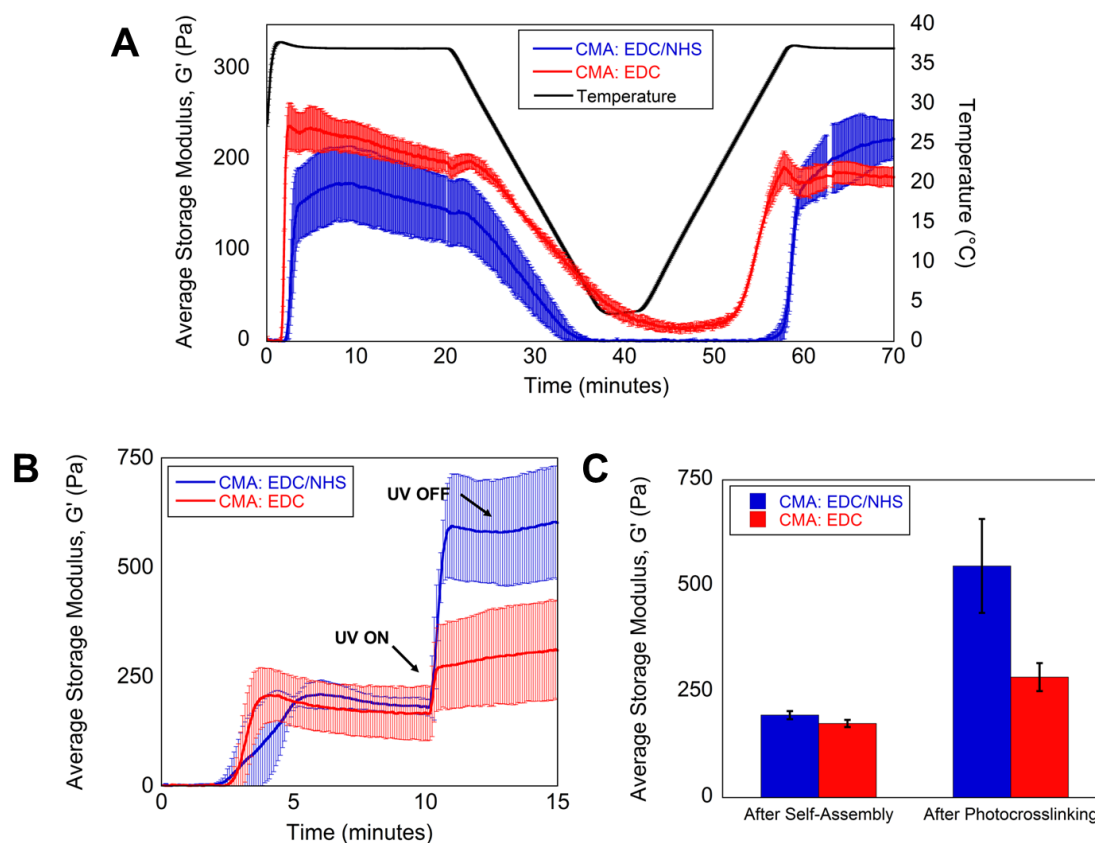 A
Average Storage Modulus, G' (Pa)
300
200
100
0
CMA: EDC/NHS
CMA: EDC
Temperature
40
35
30
25
20
15
10
5
0
Temperature (°C)
0 10 20 30 40 50 60 70
Time (minutes)
B
Average Storage Modulus, G' (Pa)
750
500
250
0
CMA: EDC/NHS
CMA: EDC
UV OFF
UV ON
0 5 10 15
Time (minutes)
C
Average Storage Modulus, G' (Pa)
750
500
250
0
CMA: EDC/NHS
CMA: EDC
After Self-Assembly After Photocrosslinking